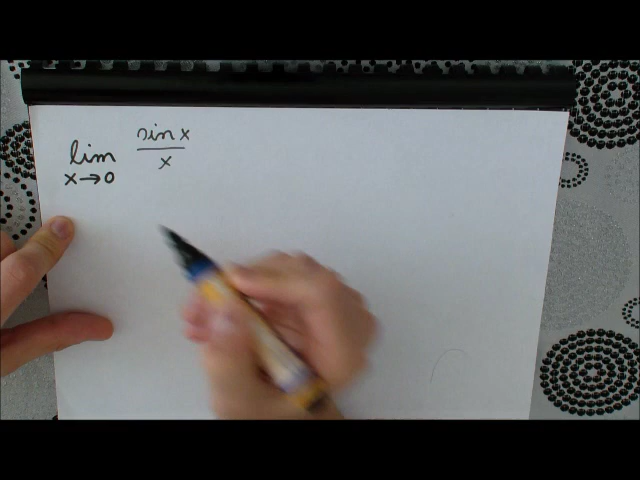 lim sin x / x
x→0